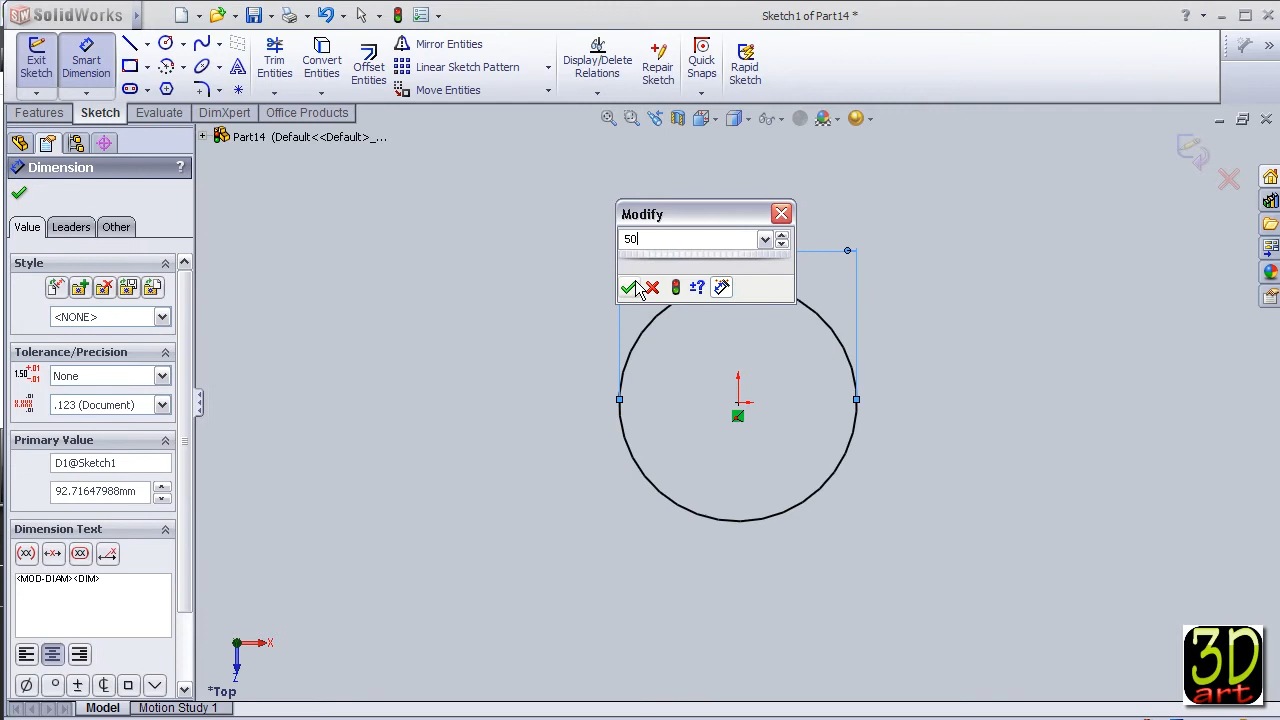 SolidWorks
Sketch1 of Part14 *
Exit Sketch
Smart Dimension
Trim Entities
Convert Entities
Offset Entities
Mirror Entities
Linear Sketch Pattern
Move Entities
Display/Delete Relations
Repair Sketch
Quick Snaps
Rapid Sketch
Features Sketch Evaluate DimXpert Office Products
Part14 (Default<<Default>_...
Dimension ?
Value Leaders Other
Style
<NONE>
Tolerance/Precision
None
.123 (Document)
Primary Value
D1@Sketch1
92.71647988mm
Dimension Text
<MOD-DIAM><DIM>
Modify
50
±?
X
Z
*Top
Model Motion Study 1
3D
art